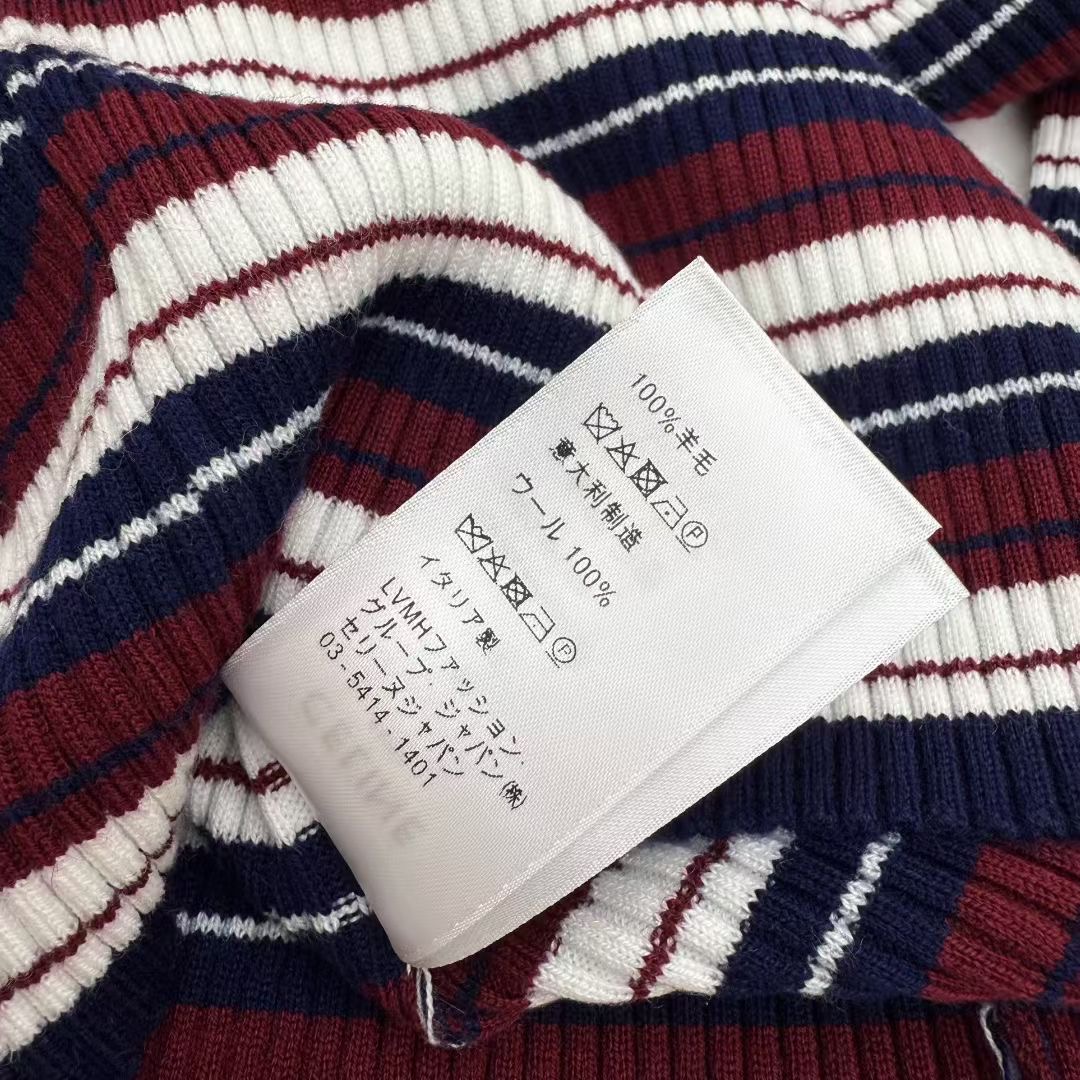 100%羊毛
意大利制造
ウール 100%
P
イタリア製
P
LVMHファッション.
グループ・ジャパン(株)
セリーヌジャパン
03-5414-1401
CELINE